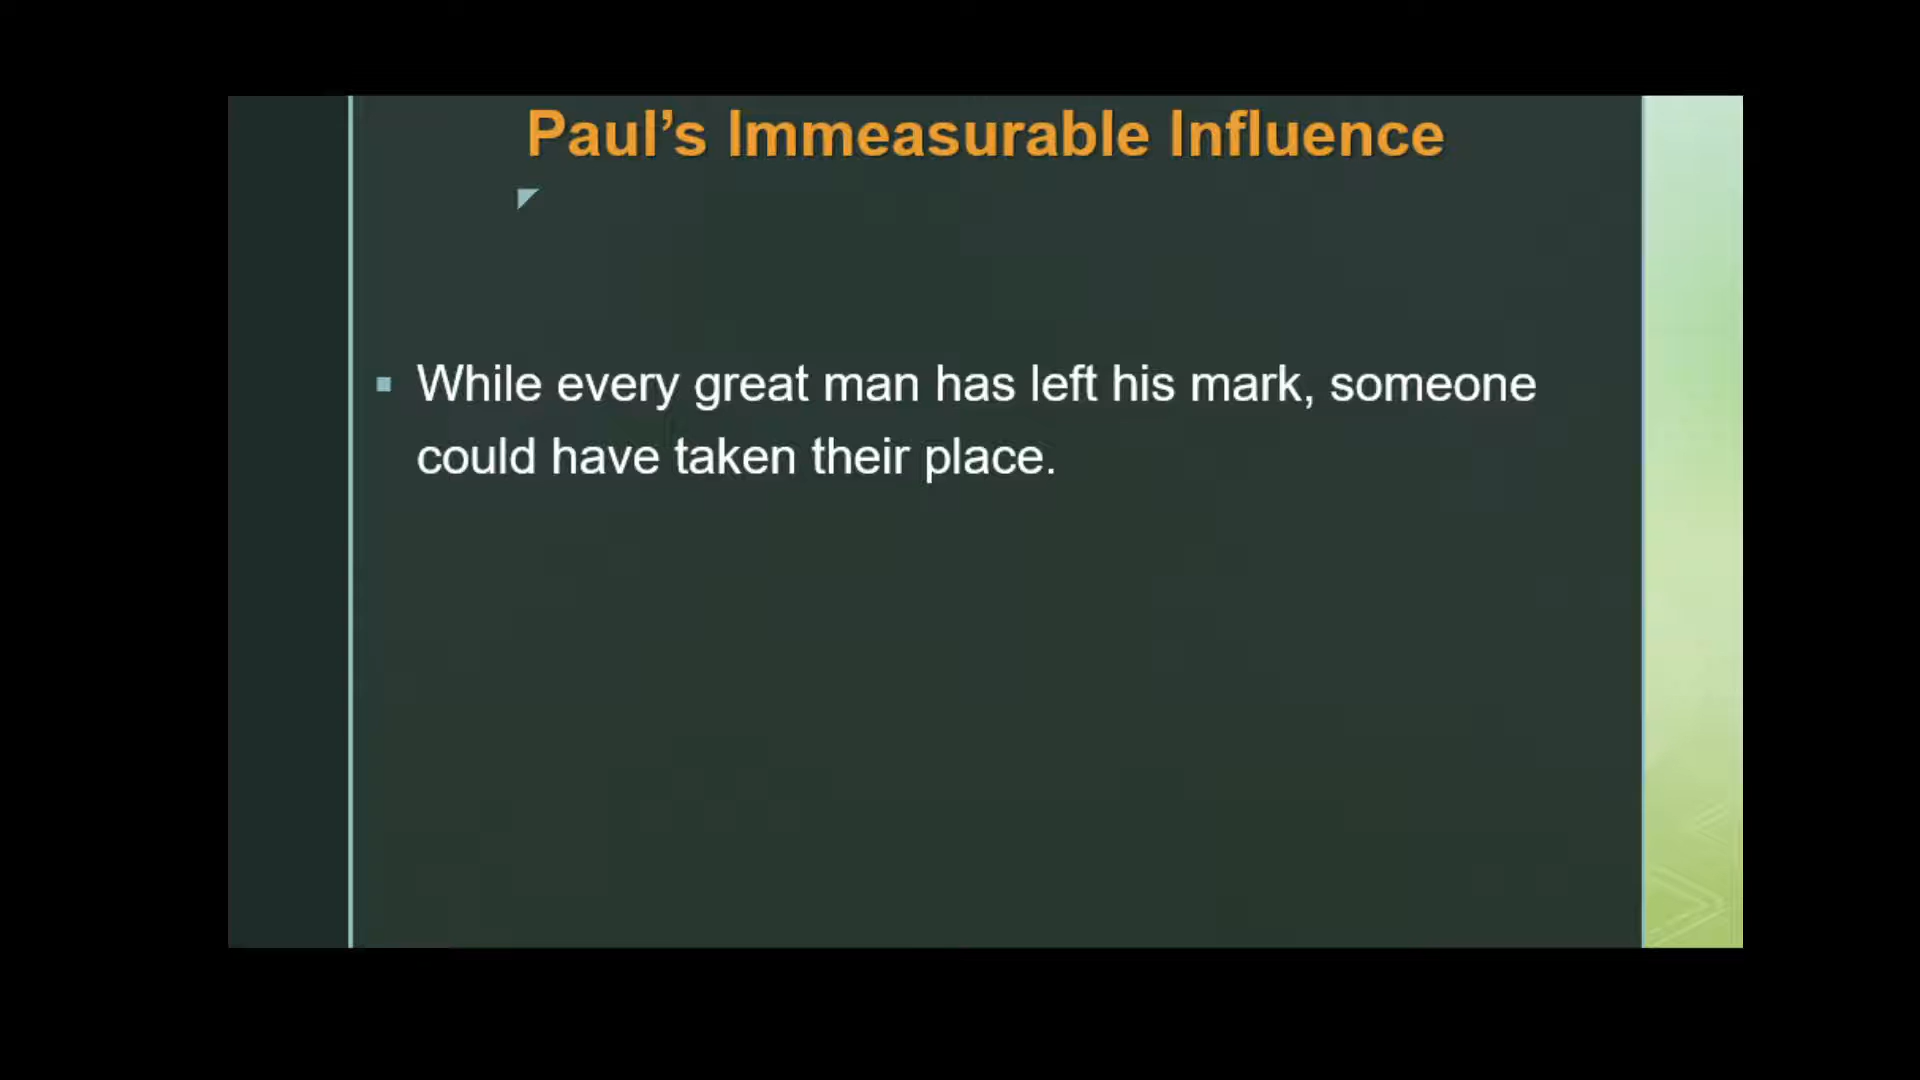 Paul’s Immeasurable Influence
While every great man has left his mark, someone
could have taken their place.